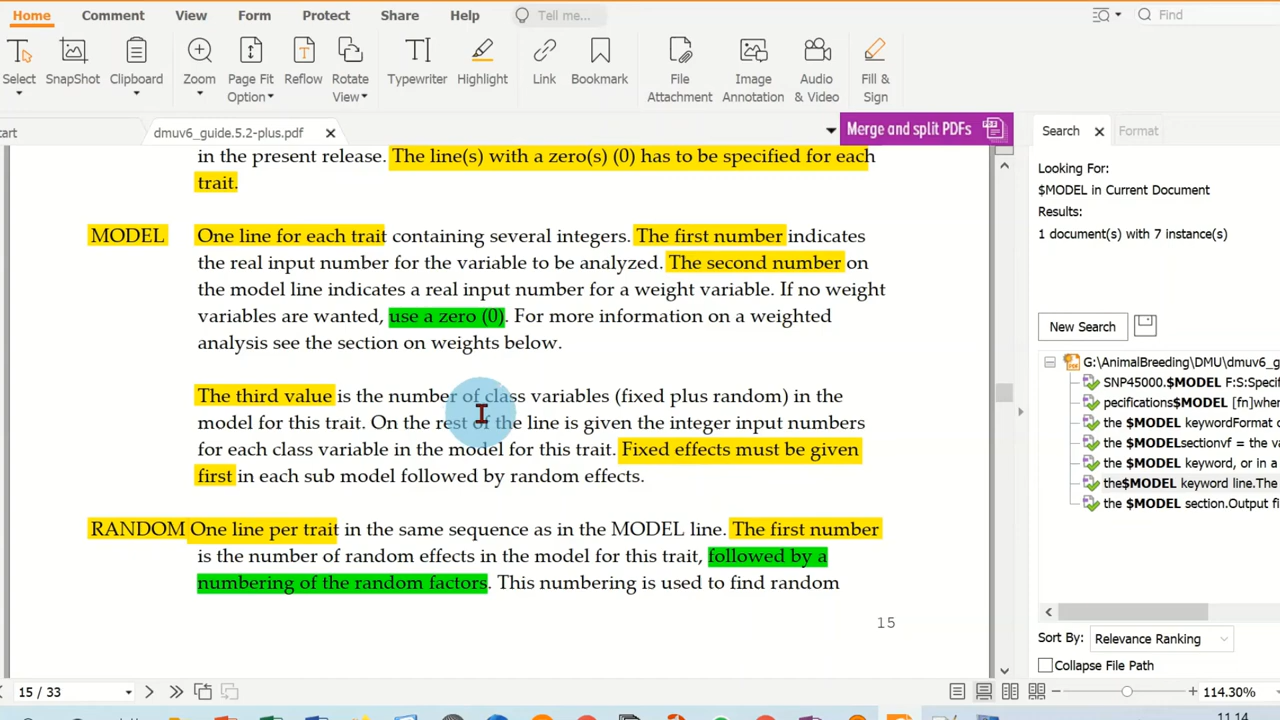 Home Comment View Form Protect Share Help Tell me... Find
Select SnapShot Clipboard Zoom Page Fit Option Reflow Rotate View Typewriter Highlight Link Bookmark File Attachment Image Annotation Audio & Video Fill & Sign
tart dmuv6_guide.5.2-plus.pdf Merge and split PDFs Search Format
in the present release. The line(s) with a zero(s) (0) has to be specified for each
trait.
MODEL One line for each trait containing several integers. The first number indicates
the real input number for the variable to be analyzed. The second number on
the model line indicates a real input number for a weight variable. If no weight
variables are wanted, use a zero (0). For more information on a weighted
analysis see the section on weights below.
The third value is the number of class variables (fixed plus random) in the
model for this trait. On the rest of the line is given the integer input numbers
for each class variable in the model for this trait. Fixed effects must be given
first in each sub model followed by random effects.
RANDOM One line per trait in the same sequence as in the MODEL line. The first number
is the number of random effects in the model for this trait, followed by a
numbering of the random factors. This numbering is used to find random
15
Looking For:
$MODEL in Current Document
Results:
1 document(s) with 7 instance(s)
New Search
G:\AnimalBreeding\DMU\dmuv6_g
SNP45000.$MODEL F:S:Specif
pecifications$MODEL [fn]wher
the $MODEL keywordFormat o
the $MODELsectionvf = the va
the $MODEL keyword, or in a
the$MODEL keyword line.The
the $MODEL section.Output fi
Sort By: Relevance Ranking
Collapse File Path
15 / 33 114.30%
11.14